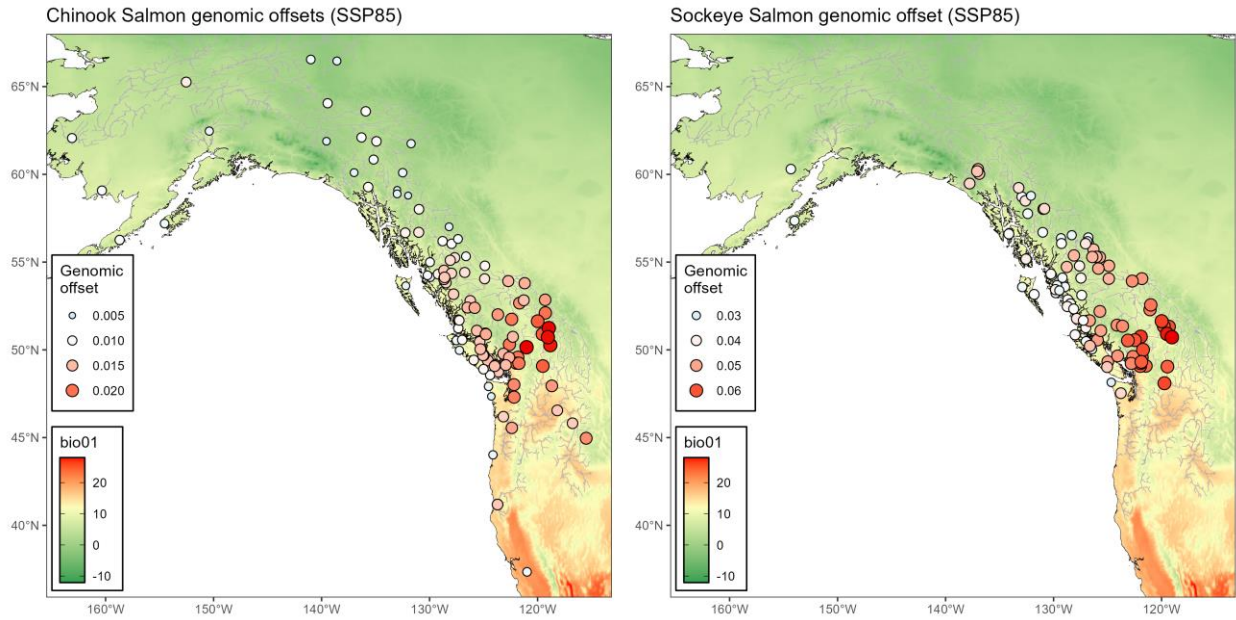 Chinook Salmon genomic offsets (SSP85)
65°N
60°N
55°N
50°N
45°N
40°N
Genomic
offset
0.005
0.010
0.015
0.020
bio01
20
10
0
-10
160°W
150°W
140°W
130°W
120°W
Sockeye Salmon genomic offset (SSP85)
65°N
60°N
55°N
50°N
45°N
40°N
Genomic
offset
0.03
0.04
0.05
0.06
bio01
20
10
0
-10
160°W
150°W
140°W
130°W
120°W